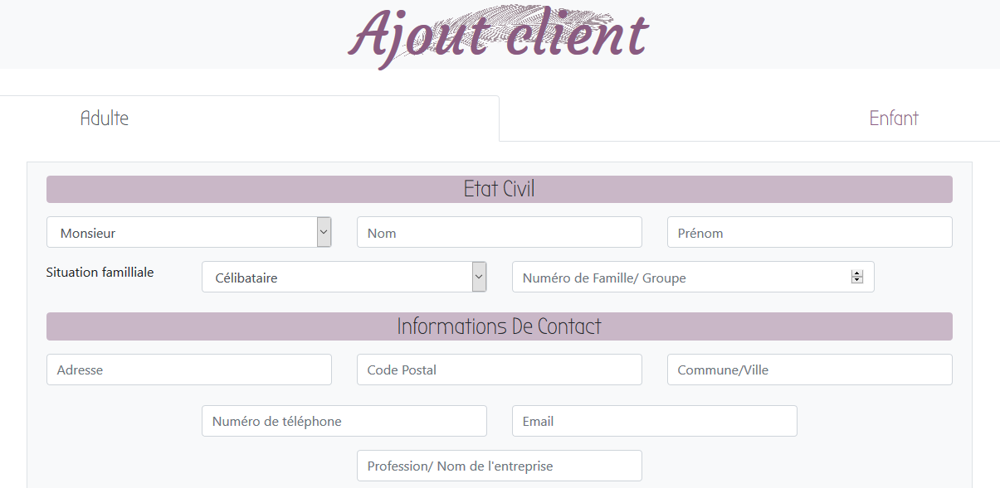 Ajout client
Adulte
Enfant
Etat Civil
Monsieur
Nom
Prénom
Situation familliale
Célibataire
Numéro de Famille/ Groupe
Informations De Contact
Adresse
Code Postal
Commune/Ville
Numéro de téléphone
Email
Profession/ Nom de l'entreprise